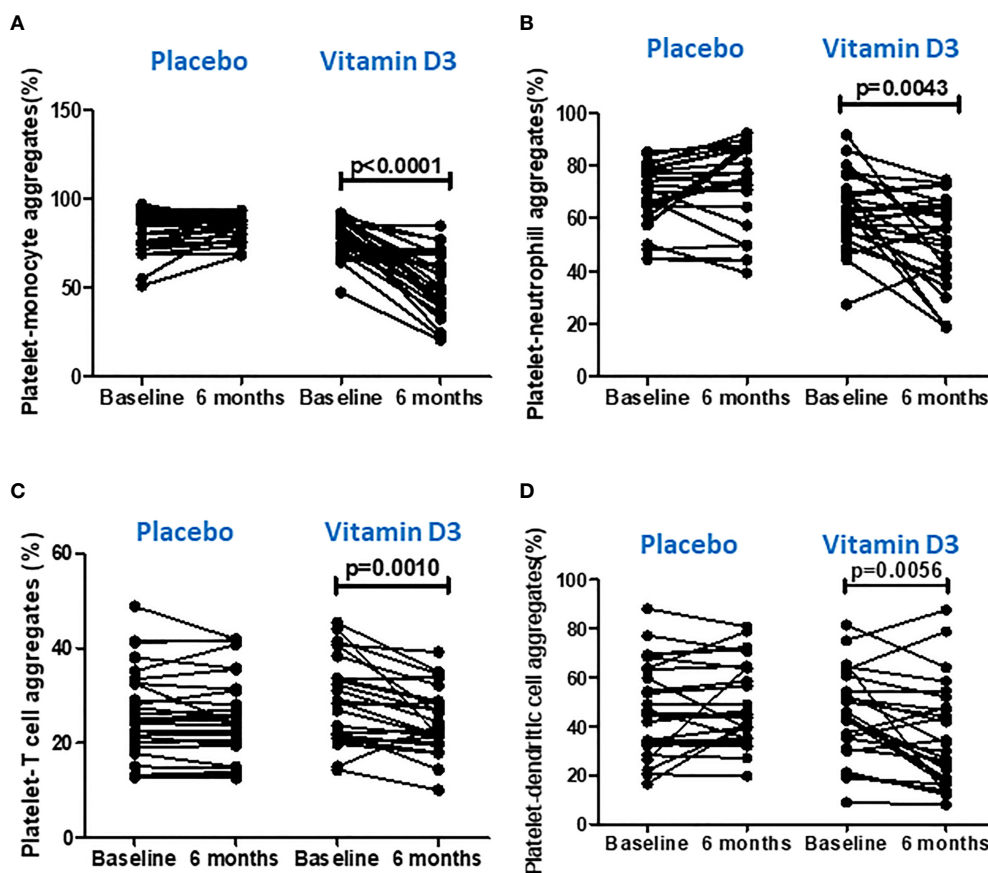 A
Placebo
Vitamin D3
Platelet-monocyte aggregates(%)
150
100
50
0
p<0.0001
Baseline
6 months
Baseline
6 months
B
Placebo
Vitamin D3
Platelet-neutrophill aggregates(%)
100
80
60
40
20
0
p=0.0043
Baseline
6 months
Baseline
6 months
C
Placebo
Vitamin D3
Platelet-T cell aggregates (%)
60
40
20
0
p=0.0010
Baseline
6 months
Baseline
6 months
D
Placebo
Vitamin D3
Platelet-dendritic cell aggregates(%)
100
80
60
40
20
0
p=0.0056
Baseline
6 months
Baseline
6 months